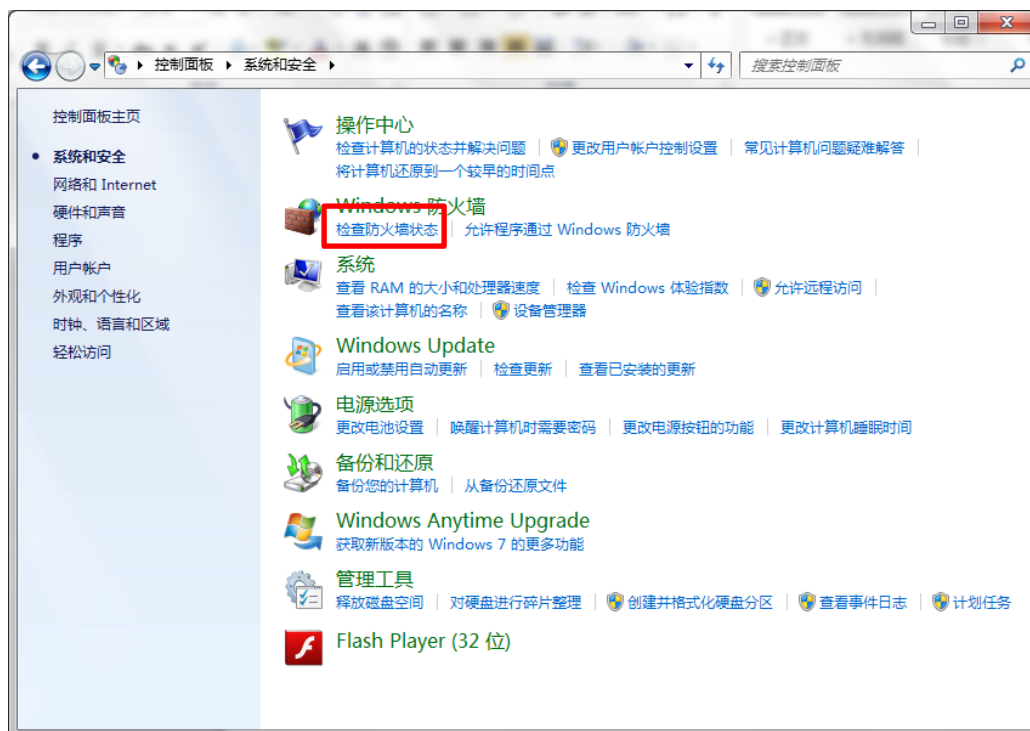 控制面板 系统和安全 搜索控制面板
控制面板主页
系统和安全
网络和 Internet
硬件和声音
程序
用户帐户
外观和个性化
时钟、语言和区域
轻松访问
操作中心
检查计算机的状态并解决问题 更改用户帐户控制设置 常见计算机问题疑难解答
将计算机还原到一个较早的时间点
Windows 防火墙
检查防火墙状态 允许程序通过 Windows 防火墙
系统
查看 RAM 的大小和处理器速度 检查 Windows 体验指数 允许远程访问
查看该计算机的名称 设备管理器
Windows Update
启用或禁用自动更新 检查更新 查看已安装的更新
电源选项
更改电池设置 唤醒计算机时需要密码 更改电源按钮的功能 更改计算机睡眠时间
备份和还原
备份您的计算机 从备份还原文件
Windows Anytime Upgrade
获取新版本的 Windows 7 的更多功能
管理工具
释放磁盘空间 对硬盘进行碎片整理 创建并格式化硬盘分区 查看事件日志 计划任务
Flash Player (32 位)